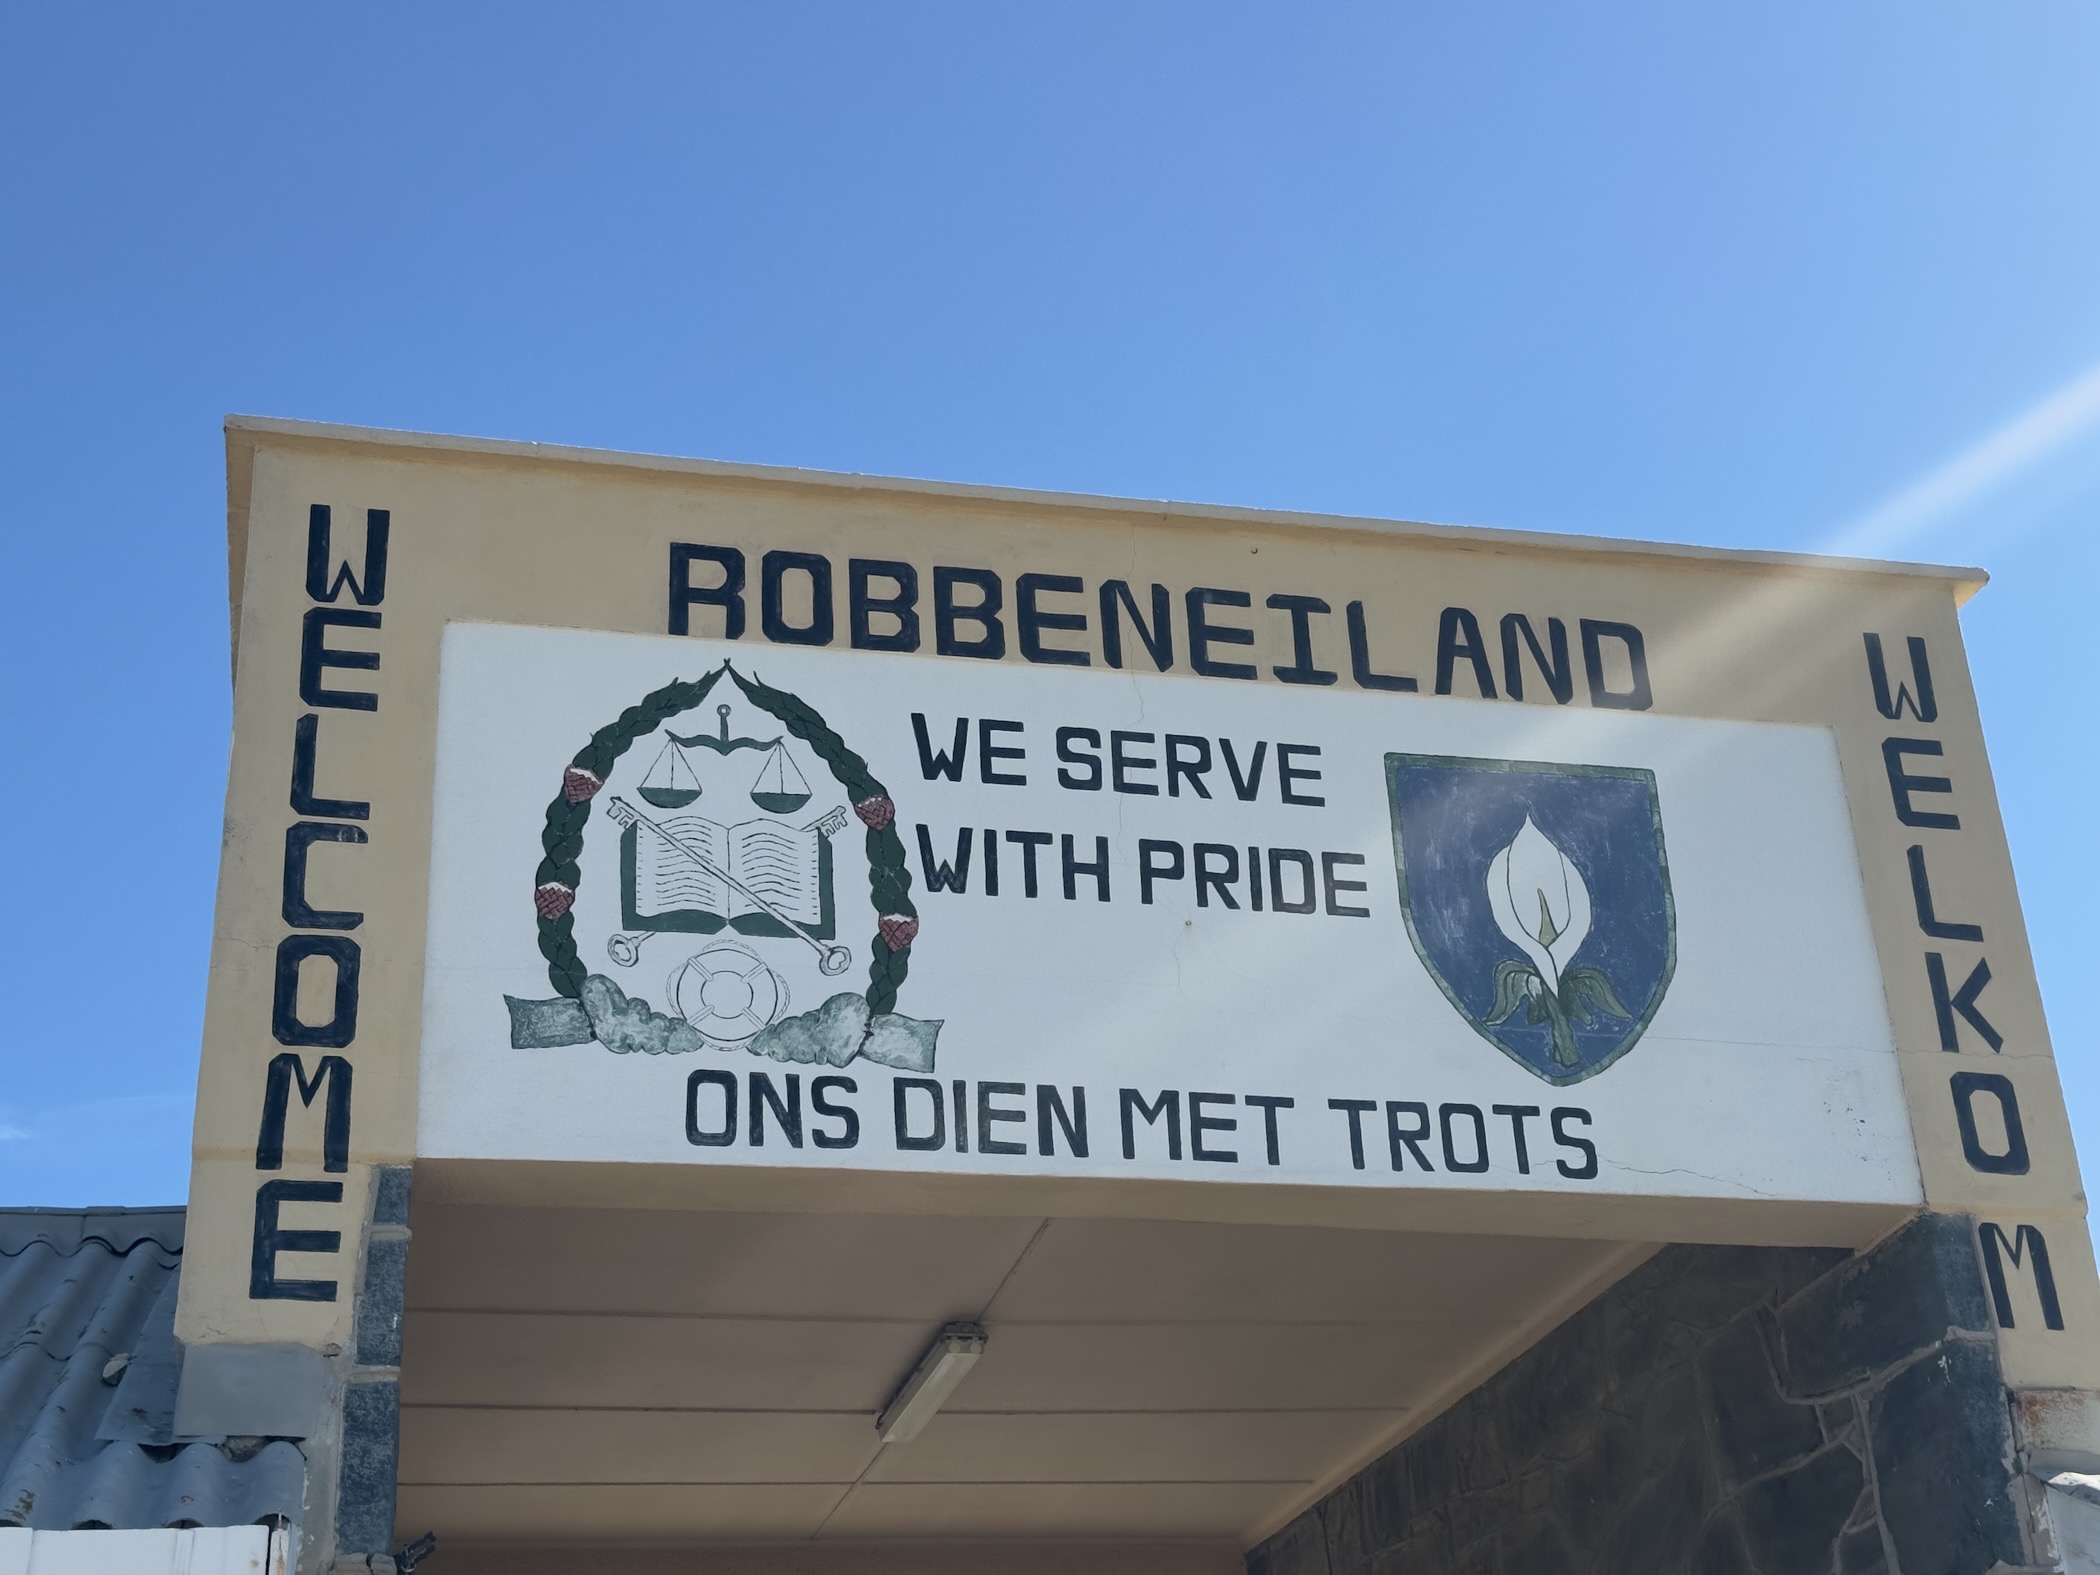 WELCOME
ROBBENEILAND
WE SERVE
WITH PRIDE
ONS DIEN MET TROTS
WELKOM